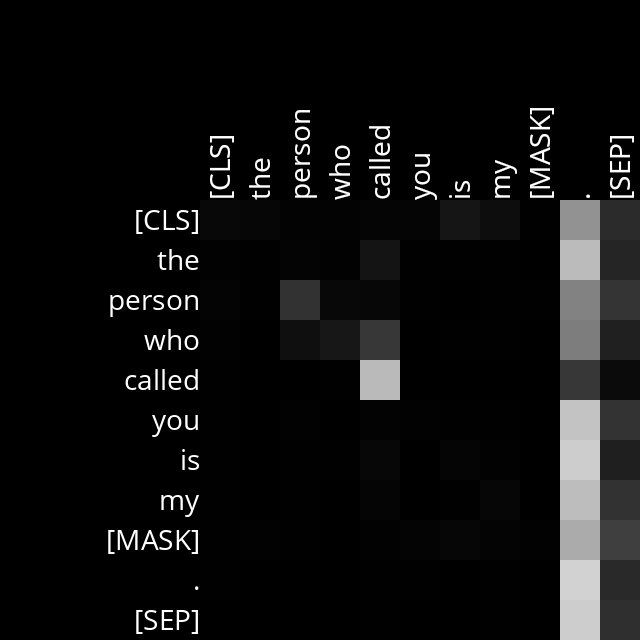 [CLS] the person who called you is my [MASK] . [SEP]
[CLS]
the
person
who
called
you
is
my
[MASK]
.
[SEP]